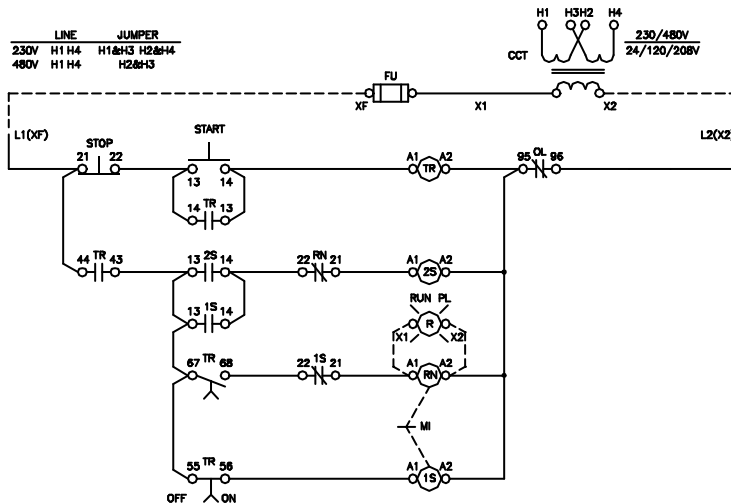 LINE JUMPER
230V H1 H4 H1&H3 H2&H4
480V H1 H4 H2&H3
H1 H3 H2 H4
CCT
230/480V
24/120/208V
FU
XF X1 X2
L1(XF) L2(X2)
STOP START
21 22 13 14 A1 TR A2 95 OL 96
14 TR 13
44 TR 43 13 2S 14 22 RN 21 A1 2S A2
13 1S 14
RUN PL
R
X1 X2
67 TR 68 22 1S 21 A1 RN A2
MI
55 TR 56 A1 1S A2
OFF ON